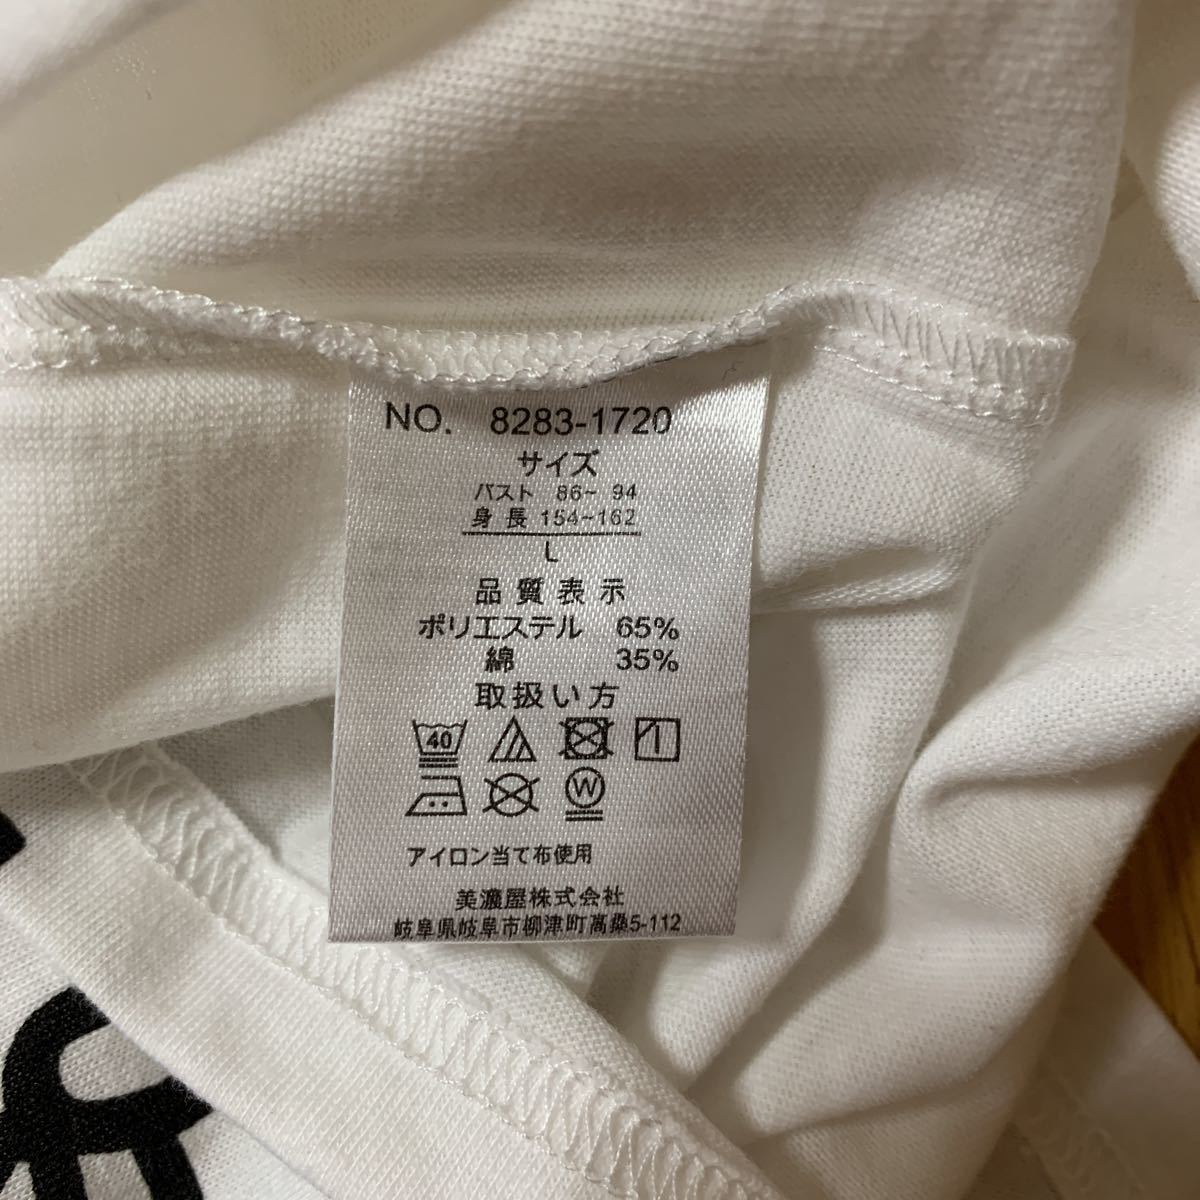 NO. 8283-1720
サイズ
バスト 86~ 94
身 長 154~162
L
品 質 表 示
ポリエステル 65%
綿 35%
取扱い方
40
W
アイロン当て布使用
美濃屋株式会社
岐阜県岐阜市柳津町高桑5-112